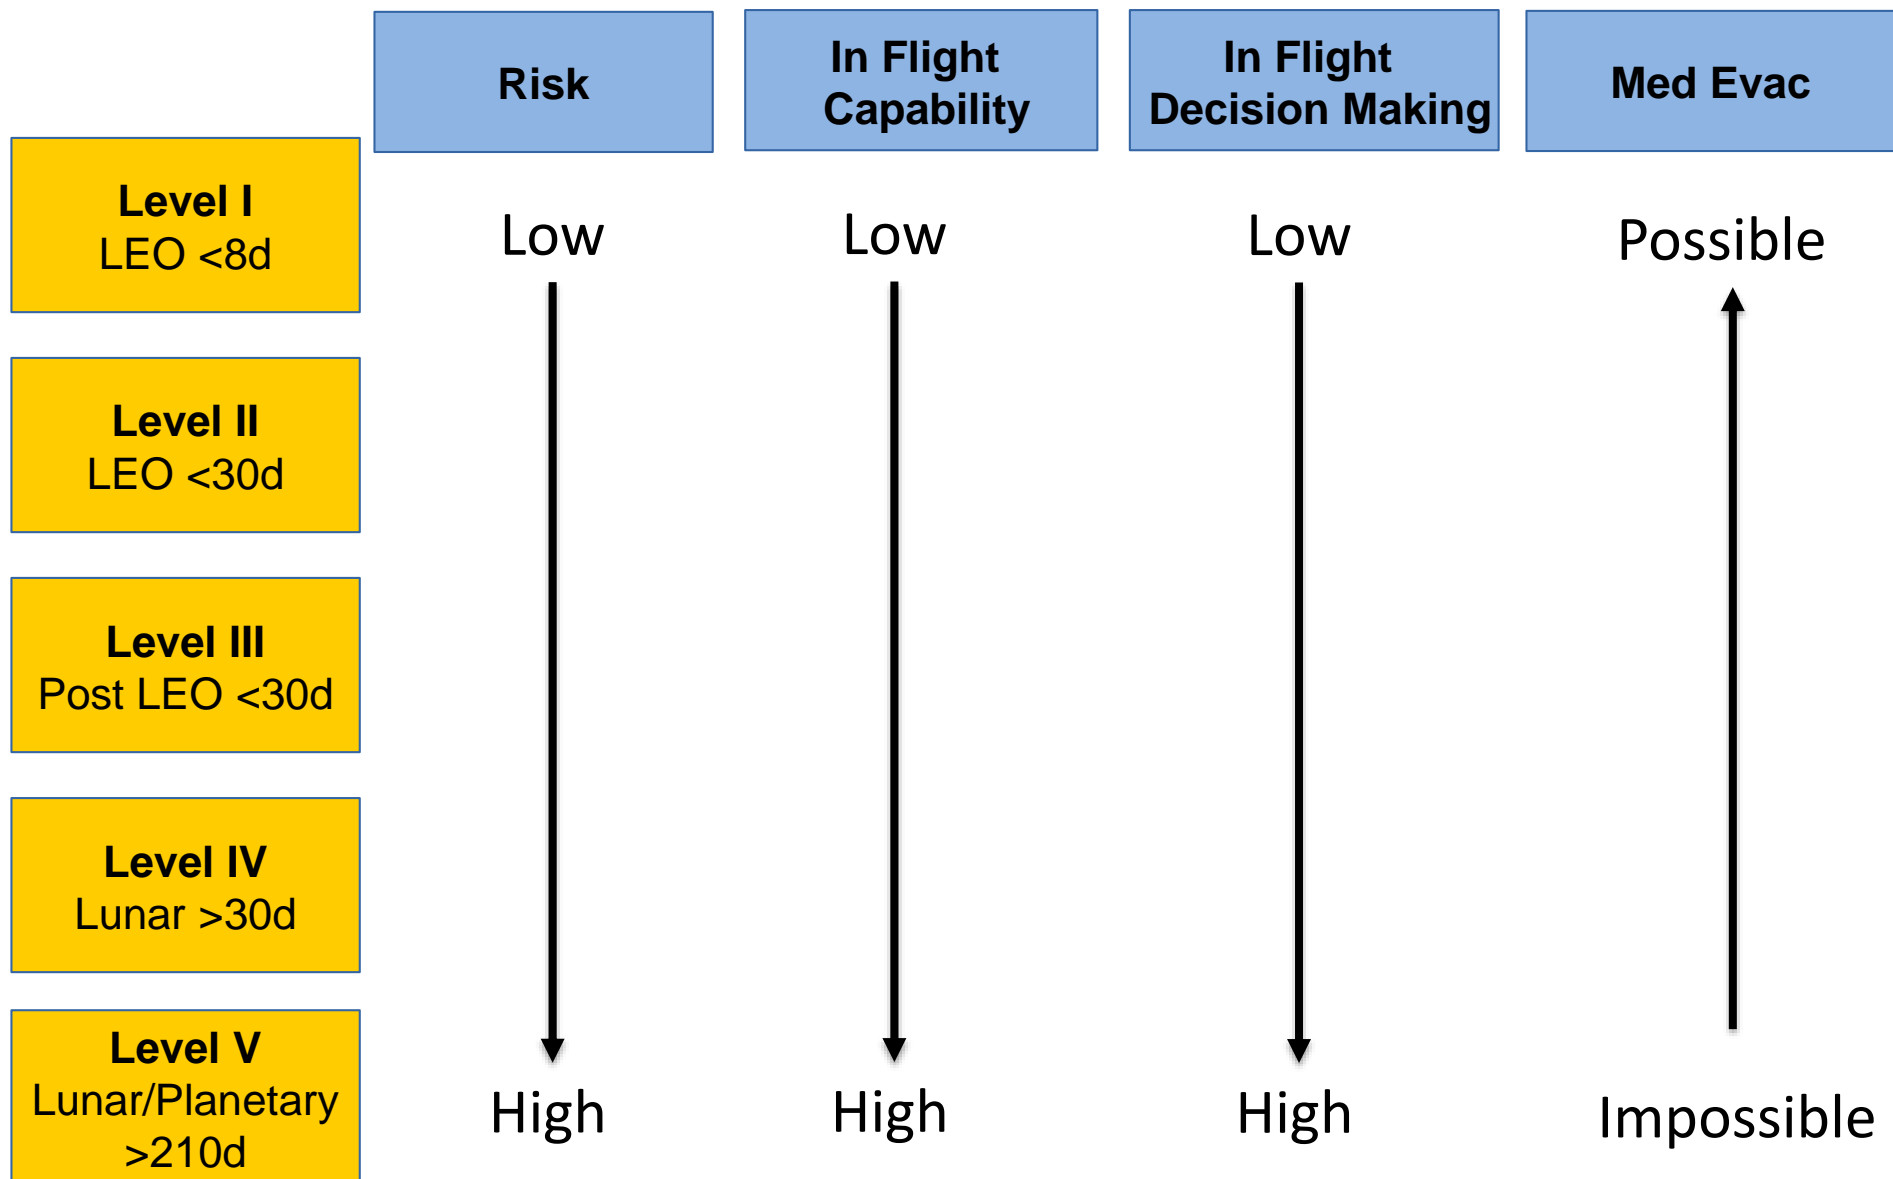 Risk
In Flight
Capability
In Flight
Decision Making
Med Evac
Level I
LEO <8d
Low
Low
Low
Possible
Level II
LEO <30d
Level III
Post LEO <30d
Level IV
Lunar >30d
Level V
Lunar/Planetary
>210d
High
High
High
Impossible